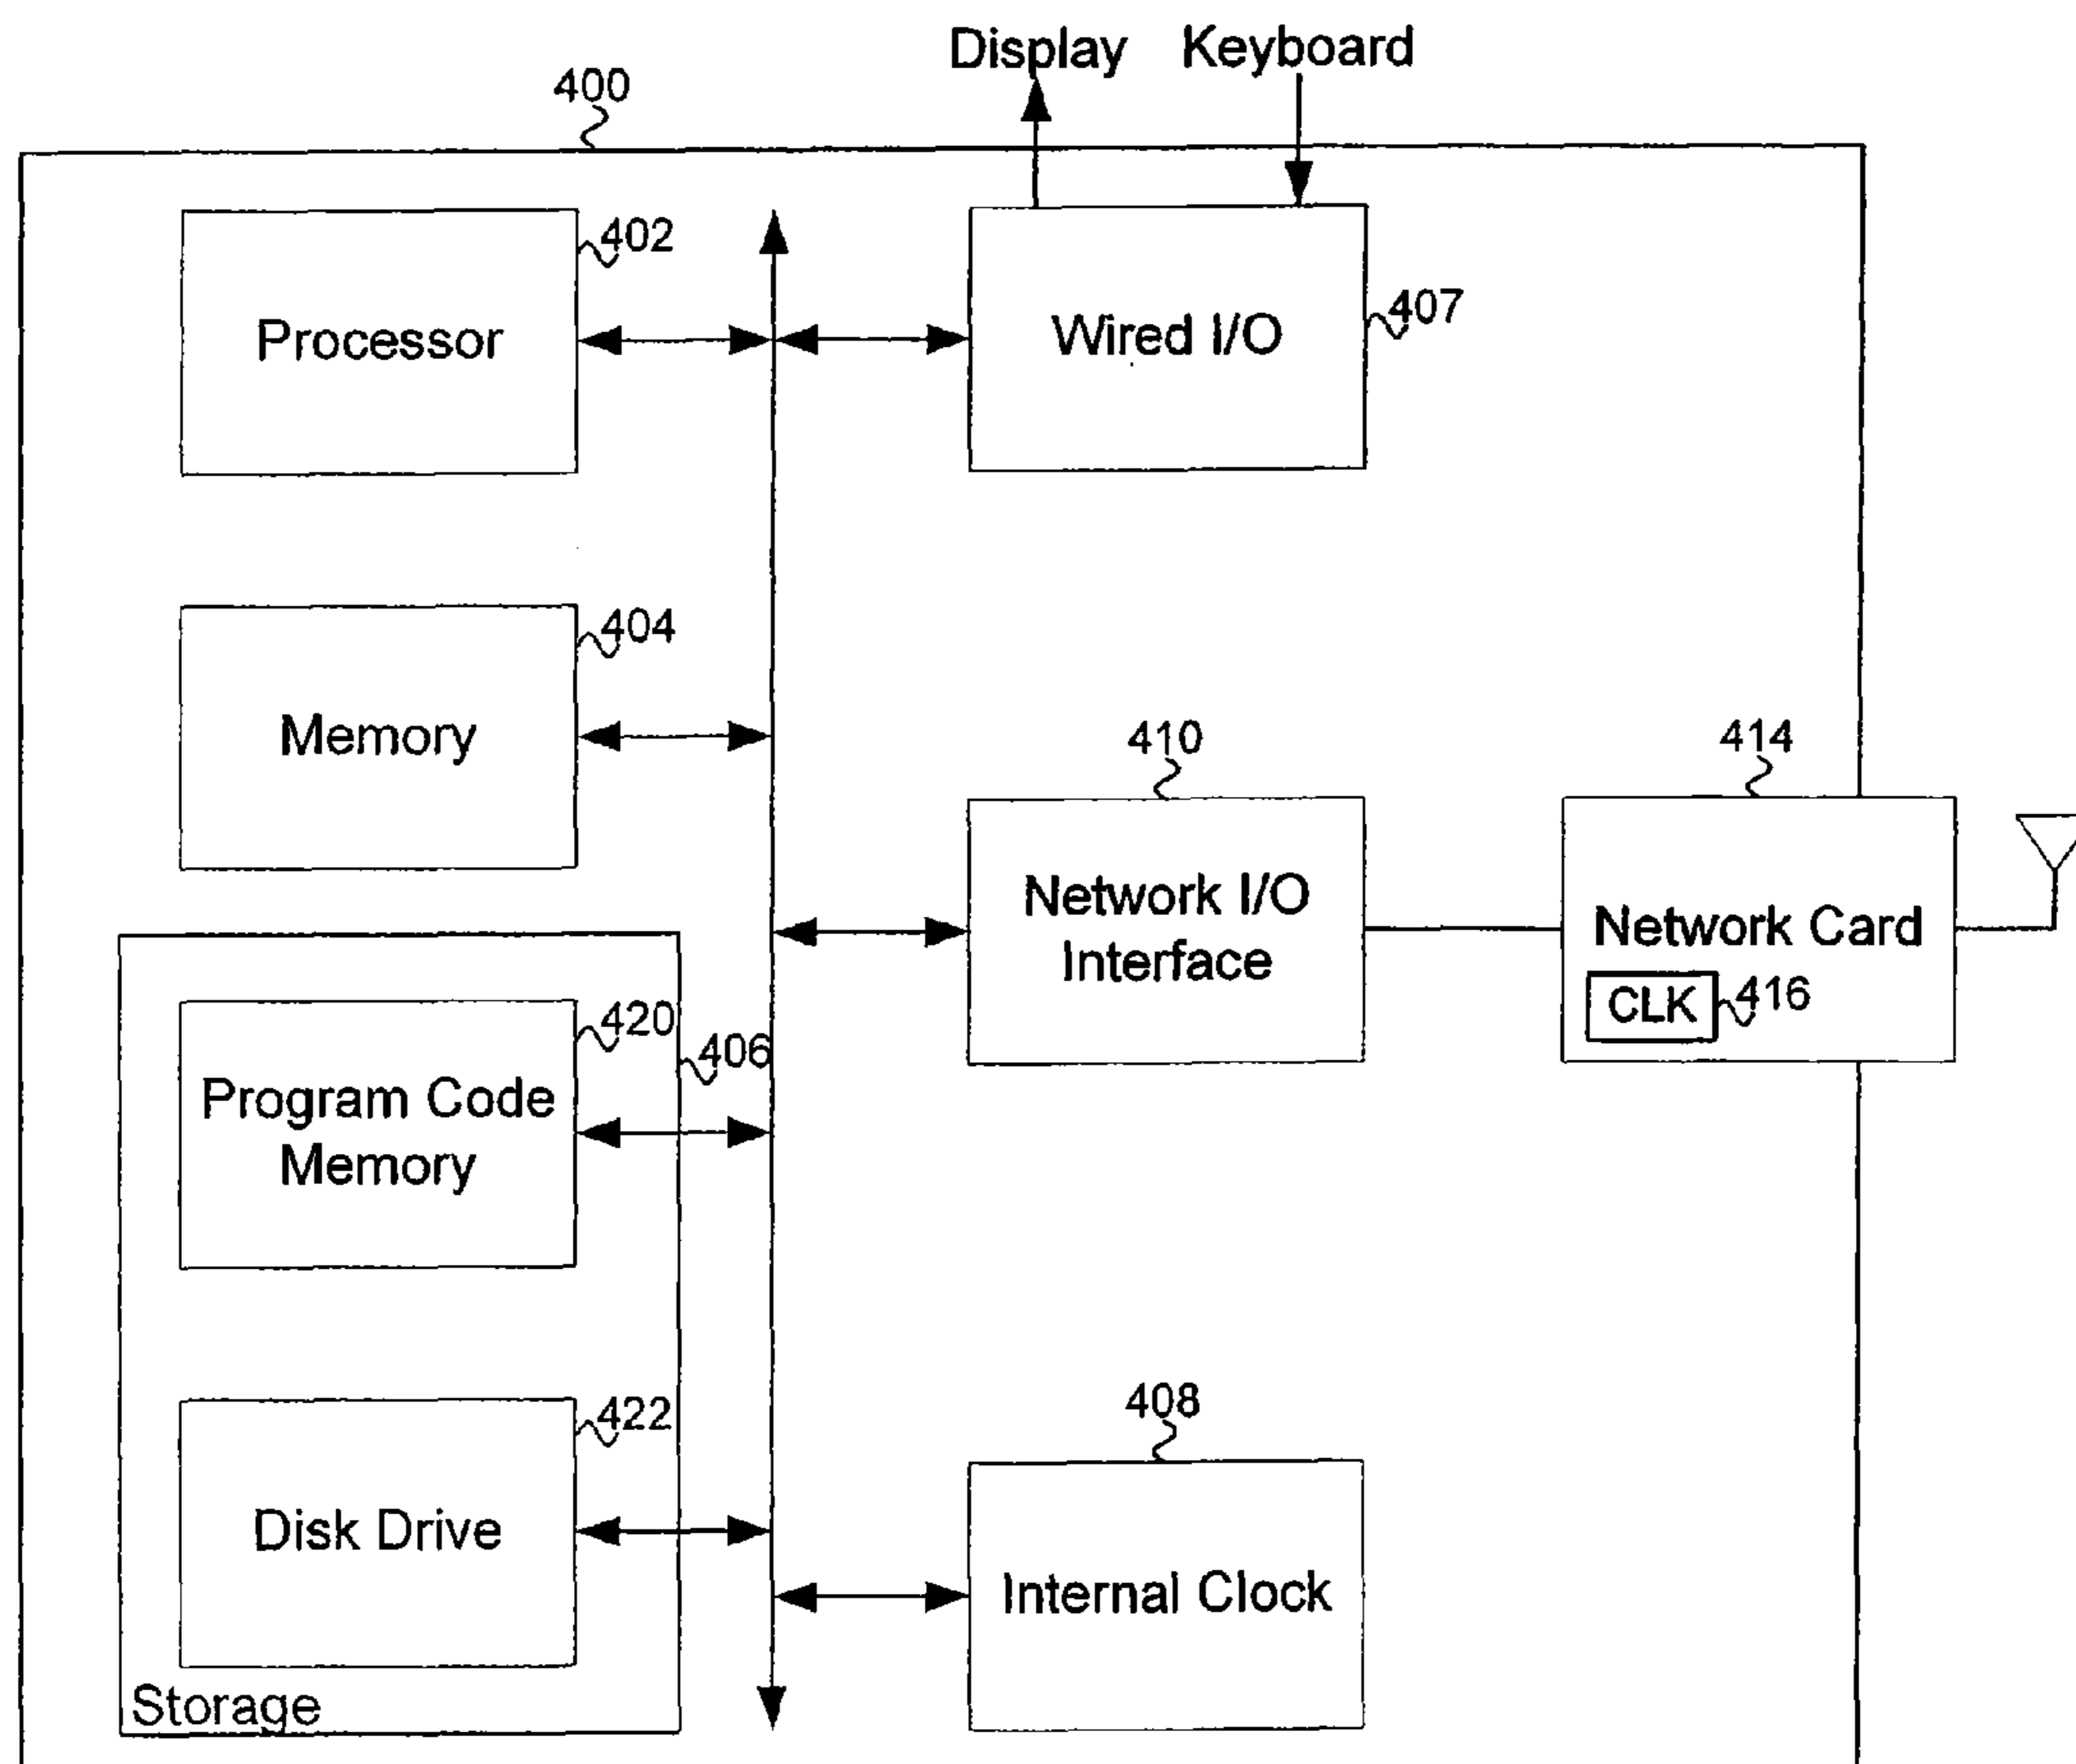 Display Keyboard
400
402
Processor
Wired I/O
407
404
Memory
410
414
Network I/O
Interface
Network Card
CLK
416
420
406
Program Code
Memory
422
Disk Drive
408
Internal Clock
Storage